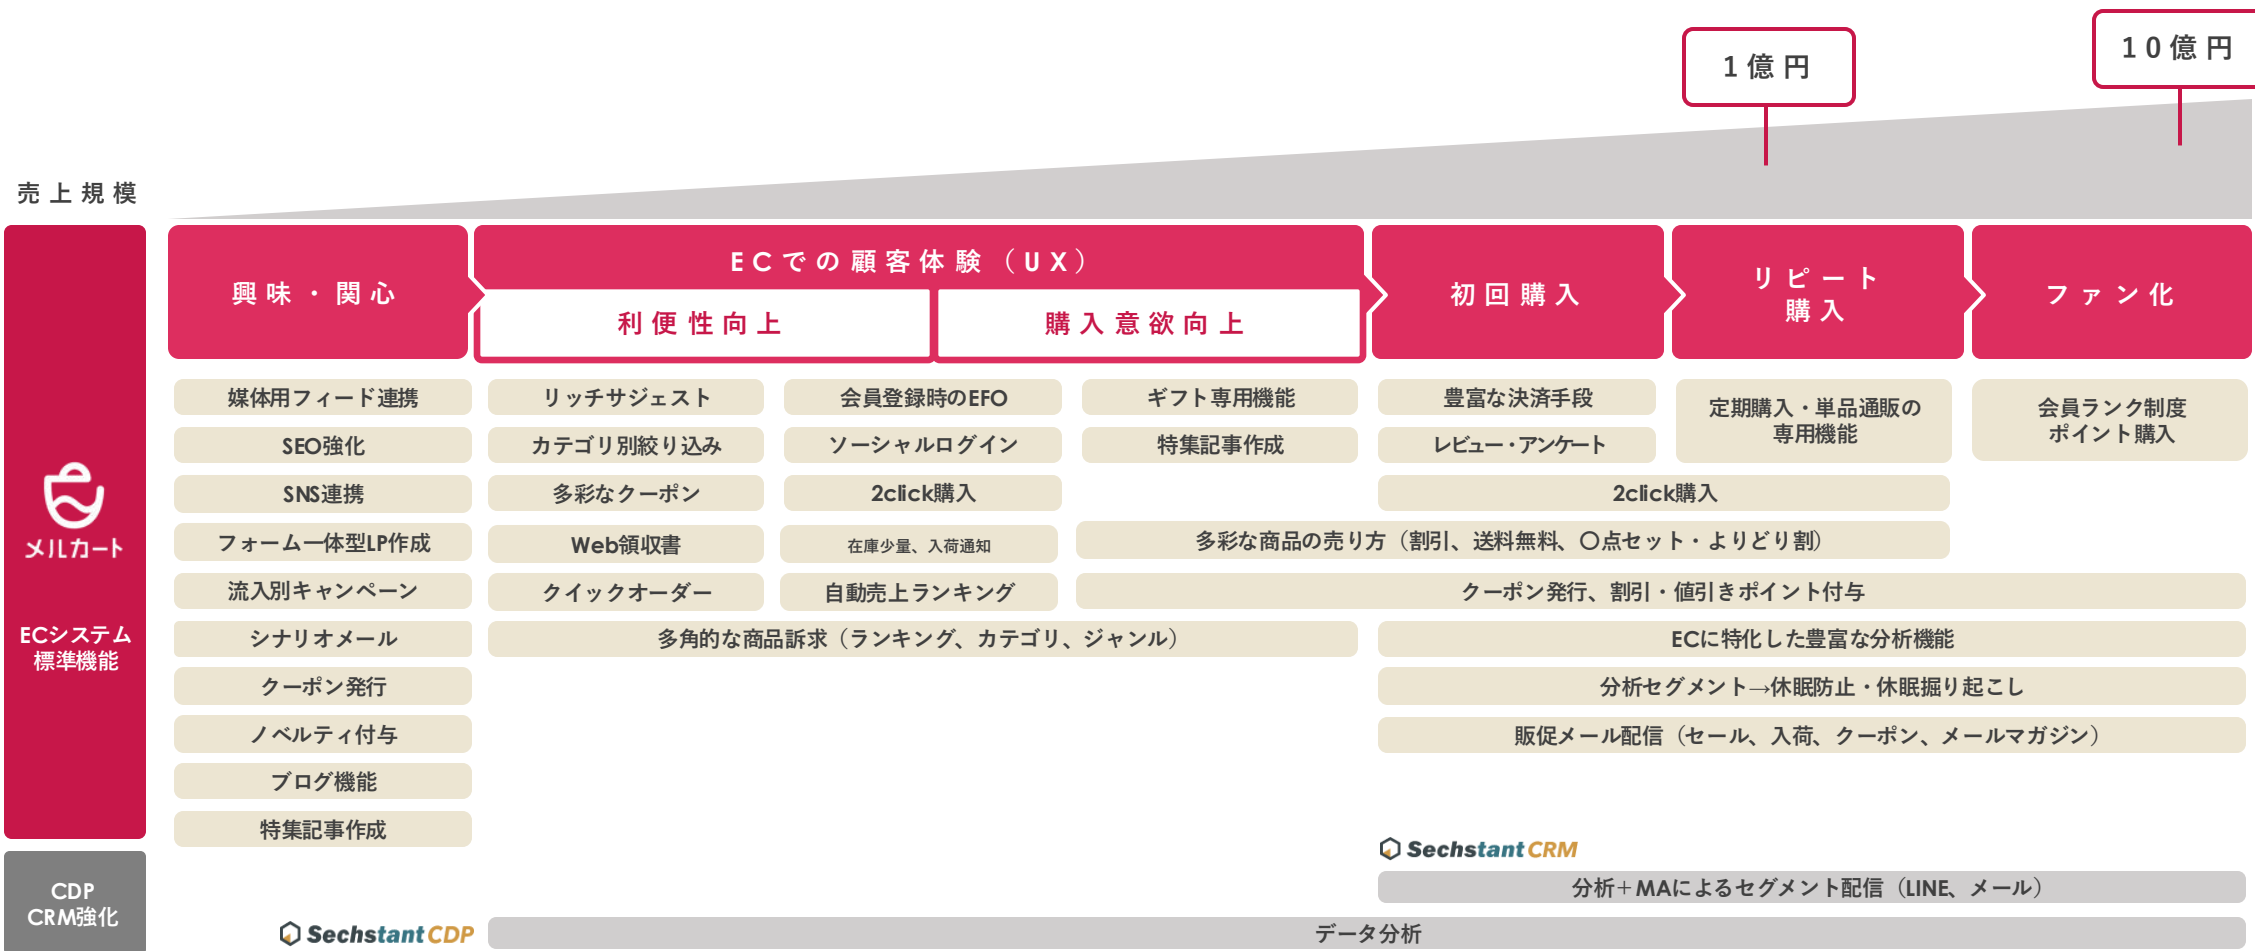 1億円
10億円
売上規模
メルカート
ECシステム
標準機能
興味・関心
ECでの顧客体験（UX）
利便性向上
購入意欲向上
初回購入
リピート
購入
ファン化
媒体用フィード連携
SEO強化
SNS連携
フォーム一体型LP作成
流入別キャンペーン
シナリオメール
クーポン発行
ノベルティ付与
ブログ機能
特集記事作成
リッチサジェスト
カテゴリ別絞り込み
多彩なクーポン
Web領収書
クイックオーダー
会員登録時のEFO
ソーシャルログイン
2click購入
在庫少量、入荷通知
自動売上ランキング
ギフト専用機能
特集記事作成
多角的な商品訴求（ランキング、カテゴリ、ジャンル）
豊富な決済手段
レビュー・アンケート
定期購入・単品通販の
専用機能
会員ランク制度
ポイント購入
2click購入
多彩な商品の売り方（割引、送料無料、〇点セット・よりどり割）
クーポン発行、割引・値引きポイント付与
ECに特化した豊富な分析機能
分析セグメント→休眠防止・休眠掘り起こし
販促メール配信（セール、入荷、クーポン、メールマガジン）
CDP
CRM強化
Sechstant CRM
分析＋MAによるセグメント配信（LINE、メール）
Sechstant CDP
データ分析